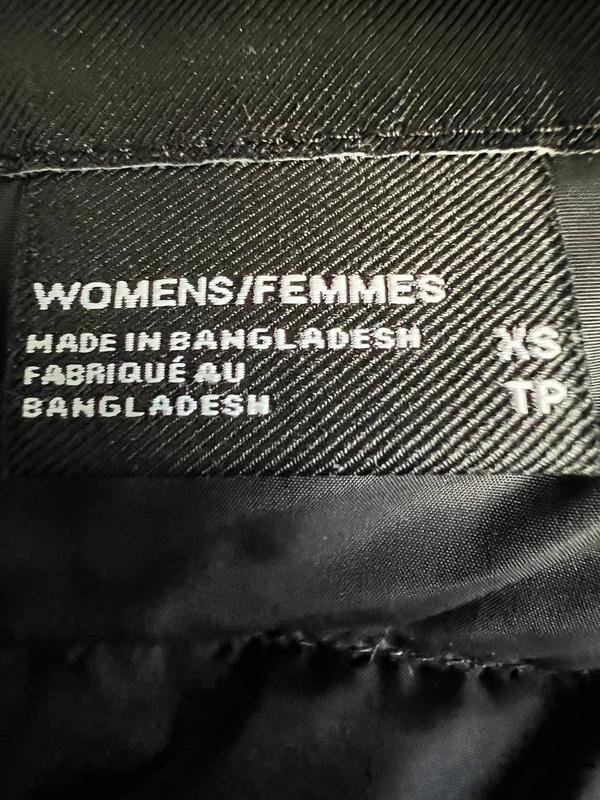 WOMENS/FEMMES
MADE IN BANGLADESH
FABRIQUÉ AU
BANGLADESH
XS
TP